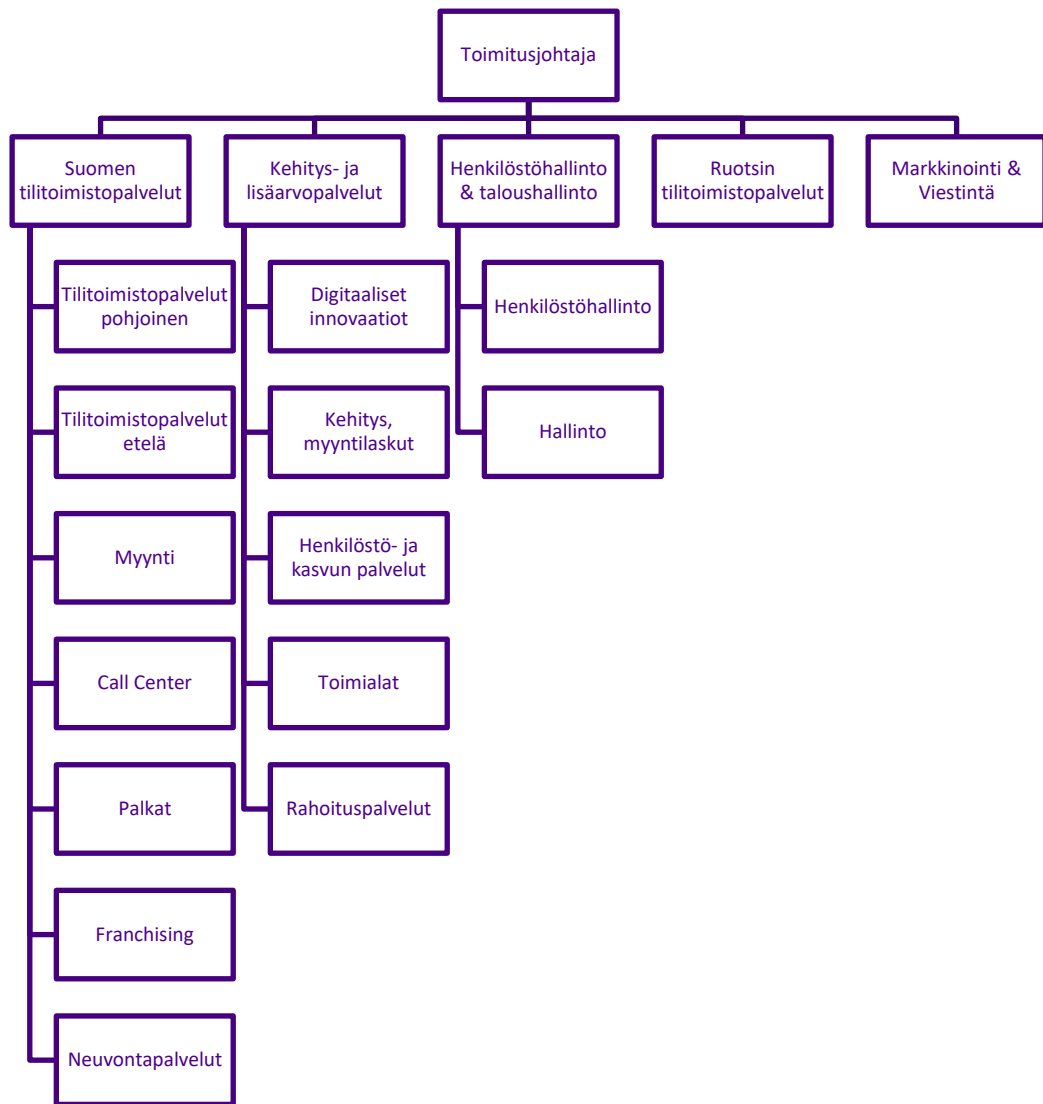 Toimitusjohtaja
Suomen
tilitoimistopalvelut
Kehitys- ja
lisäarvopalvelut
Henkilöstöhallinto
& taloushallinto
Ruotsin
tilitoimistopalvelut
Markkinointi &
Viestintä
Tilitoimistopalvelut
pohjoinen
Tilitoimistopalvelut
etelä
Myynti
Call Center
Palkat
Franchising
Neuvontapalvelut
Digitaaliset
innovaatiot
Kehitys,
myyntilaskut
Henkilöstö- ja
kasvun palvelut
Toimialat
Rahoituspalvelut
Henkilöstöhallinto
Hallinto